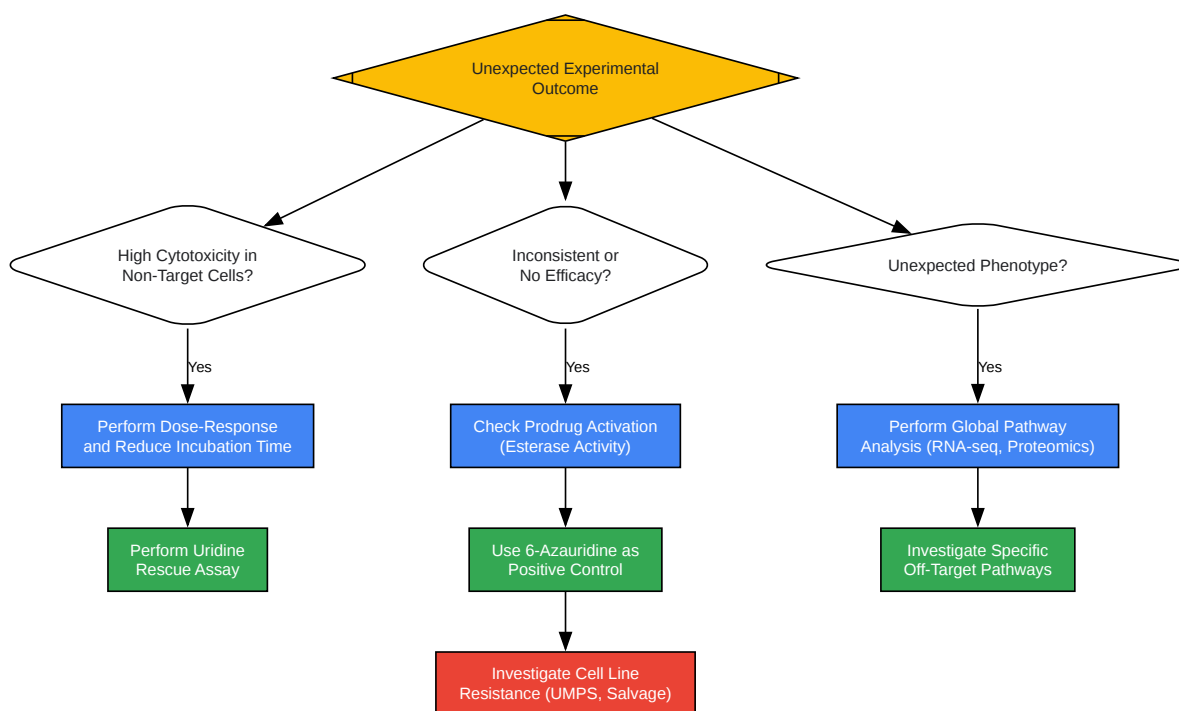 Unexpected Experimental
Outcome
High Cytotoxicity in
Non-Target Cells?
Inconsistent or
No Efficacy?
Unexpected Phenotype?
Yes
Yes
Yes
Perform Dose-Response
and Reduce Incubation Time
Check Prodrug Activation
(Esterase Activity)
Perform Global Pathway
Analysis (RNA-seq, Proteomics)
Perform Uridine
Rescue Assay
Use 6-Azauridine as
Positive Control
Investigate Specific
Off-Target Pathways
Investigate Cell Line
Resistance (UMPS, Salvage)